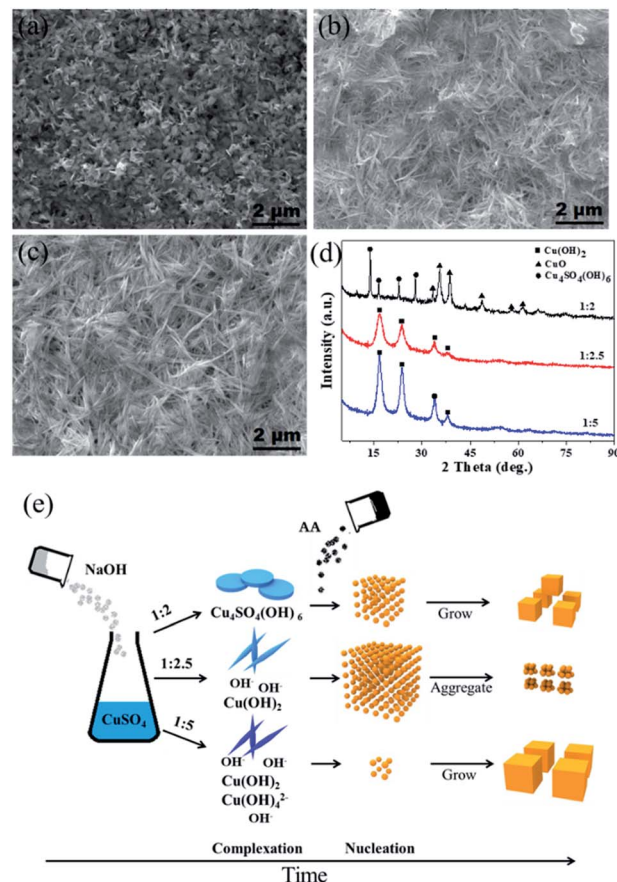 (a)
2 µm
(b)
2 µm
(c)
2 µm
(d)
■ Cu(OH)₂
▲ CuO
● Cu₄SO₄(OH)₆
1:2
1:2.5
1:5
Intensity (a.u.)
15 30 45 60 75 90
2 Theta (deg.)
(e)
AA
NaOH
1:2
Cu₄SO₄(OH)₆
Grow
1:2.5
OH⁻ OH⁻
Cu(OH)₂
Aggregate
CuSO₄
1:5
OH⁻ OH⁻
Cu(OH)₂
Cu(OH)₄²⁻
OH⁻
Grow
Complexation Nucleation
Time